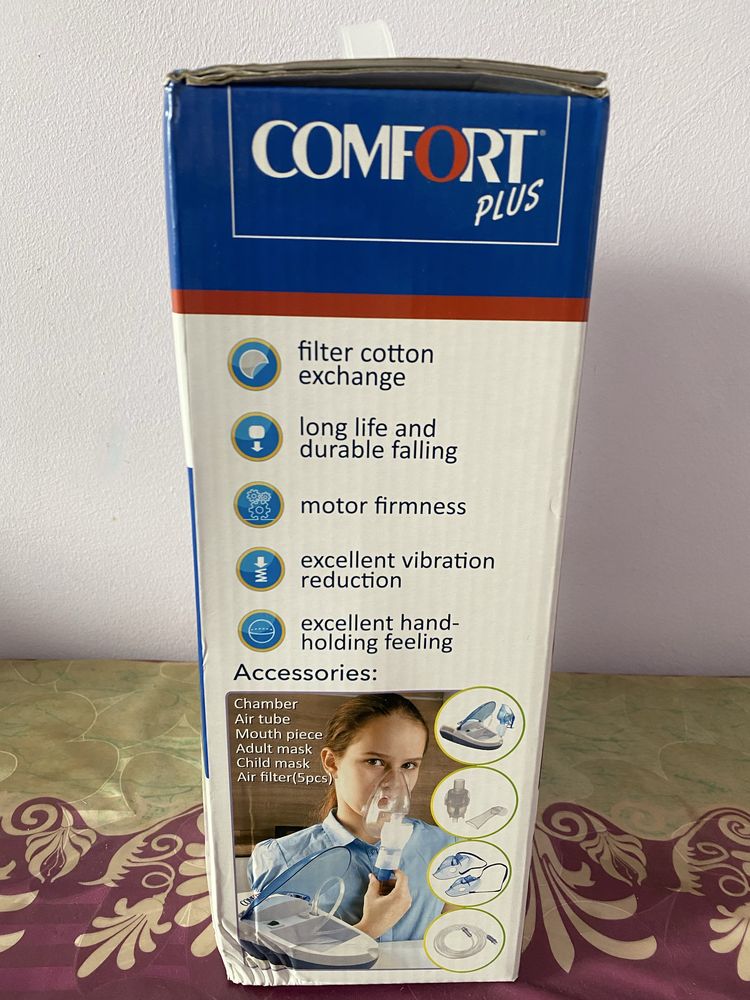 COMFORT
PLUS
filter cotton
exchange
long life and
durable falling
motor firmness
excellent vibration
reduction
excellent hand-
holding feeling
Accessories:
Chamber
Air tube
Mouth piece
Adult mask
Child mask
Air filter(5pcs)